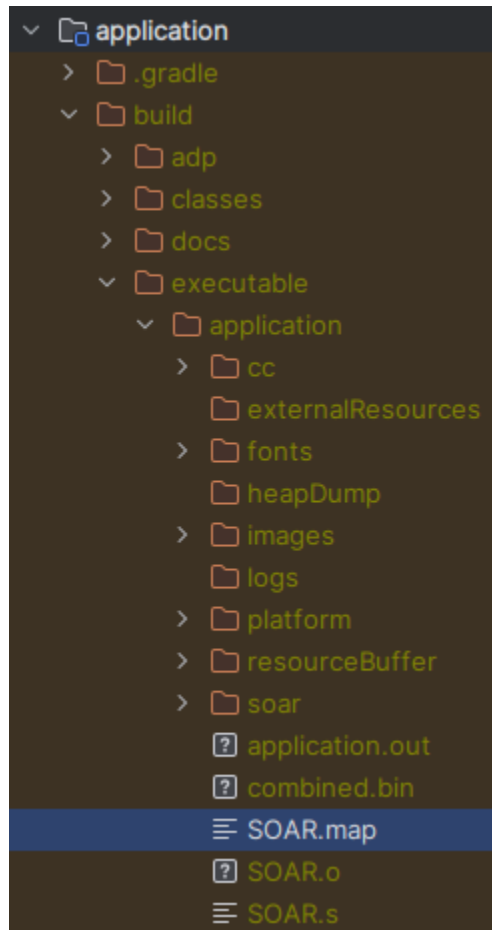 application
.gradle
build
adp
classes
docs
executable
application
cc
externalResources
fonts
heapDump
images
logs
platform
resourceBuffer
soar
application.out
combined.bin
SOAR.map
SOAR.o
SOAR.s